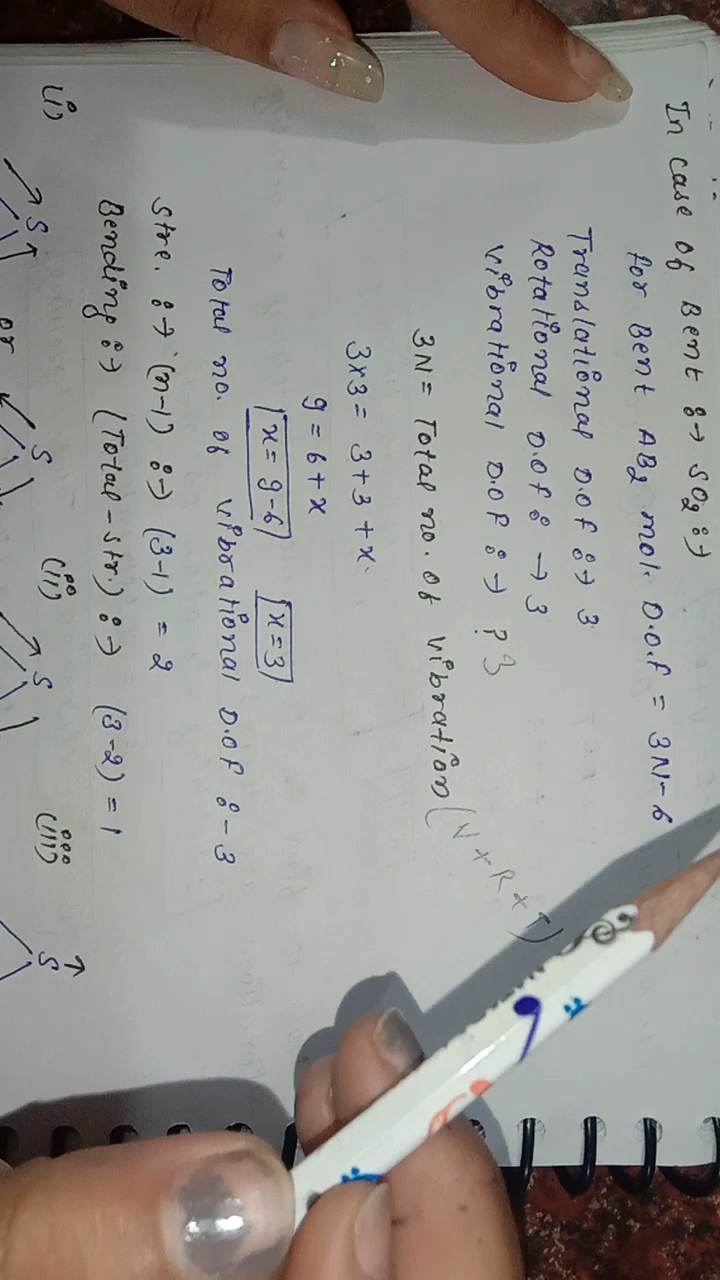 In case of Bent :→ SO2 :→
for Bent AB2 mol. D.O.F = 3N-6
Translational D.O.F :→ 3
Rotational D.O.F : → 3
Vibrational D.O.F :→ ? 3
3N = Total no. of vibration (V+R+T)
3x3 = 3+3+x.
9 = 6+x
x=9-6 x=3
Total no. of vibrational D.O.F :- 3
Stre. :→ (n-1) :→ (3-1) = 2
Bending :→ (Total - str.) :→ (3-2) = 1
(i) (ii) (iii)
S or S S S